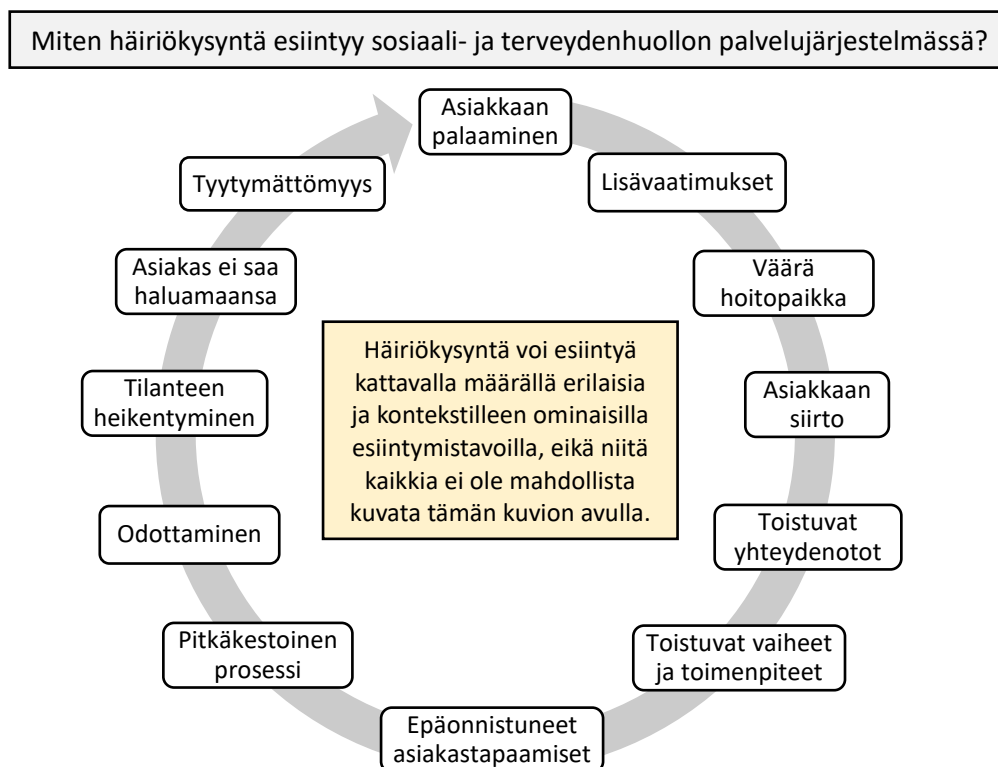 Miten häiriökysyntä esiintyy sosiaali- ja terveydenhuollon palvelujärjestelmässä?
Asiakkaan
palaaminen
Lisävaatimukset
Väärä
hoitopaikka
Asiakkaan
siirto
Toistuvat
yhteydenotot
Toistuvat vaiheet
ja toimenpiteet
Epäonnistuneet
asiakastapaamiset
Pitkäkestoinen
prosessi
Odottaminen
Tilanteen
heikentyminen
Asiakas ei saa
haluamaansa
Tyytymättömyys
Häiriökysyntä voi esiintyä
kattavalla määrällä erilaisia
ja kontekstilleen ominaisilla
esiintymistavoilla, eikä niitä
kaikkia ei ole mahdollista
kuvata tämän kuvion avulla.